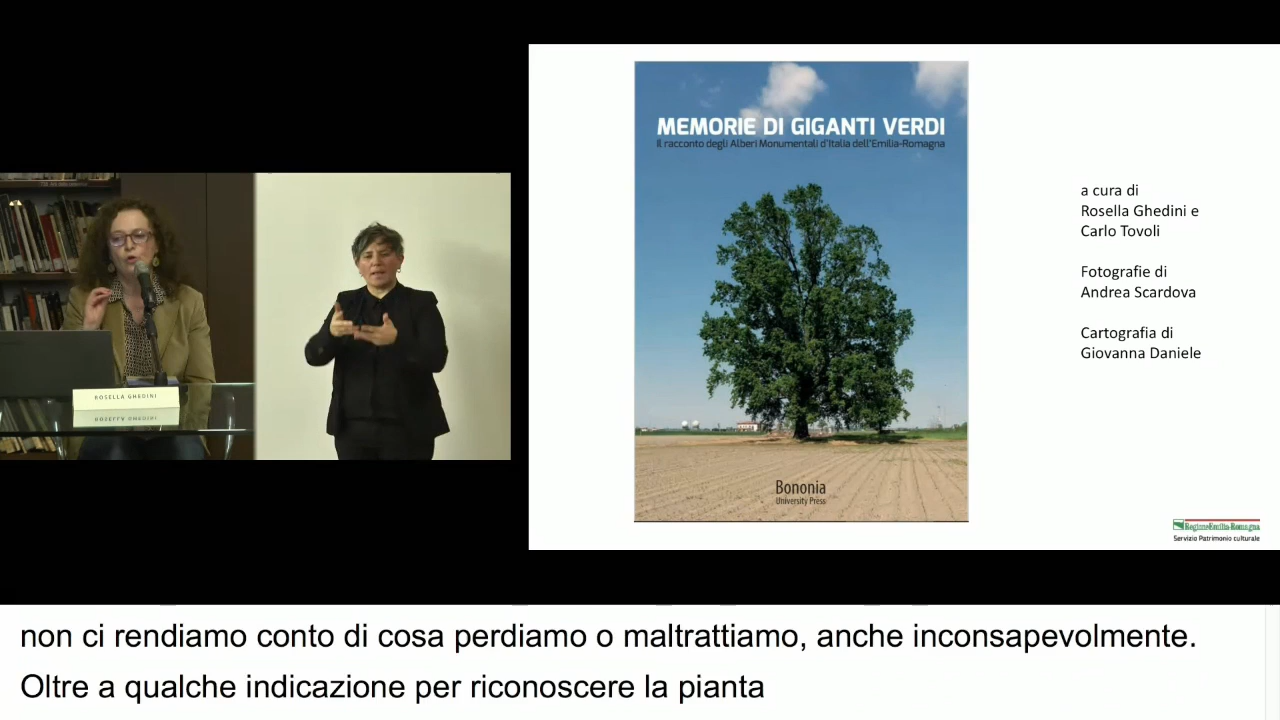 MEMORIE DI GIGANTI VERDI
Il racconto degli Alberi Monumentali d'Italia dell'Emilia-Romagna
Bononia
University Press
a cura di
Rosella Ghedini e
Carlo Tovoli
Fotografie di
Andrea Scardova
Cartografia di
Giovanna Daniele
RegioneEmilia-Romagna
Servizio Patrimonio culturale
ROSELLA GHEDINI
non ci rendiamo conto di cosa perdiamo o maltrattiamo, anche inconsapevolmente.
Oltre a qualche indicazione per riconoscere la pianta